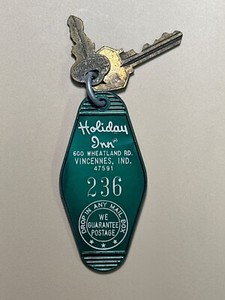 Holiday
Inn
600 WHEATLAND RD.
VINCENNES, IND.
47591
236
DROP IN ANY MAIL BOX
WE
GUARANTEE
POSTAGE